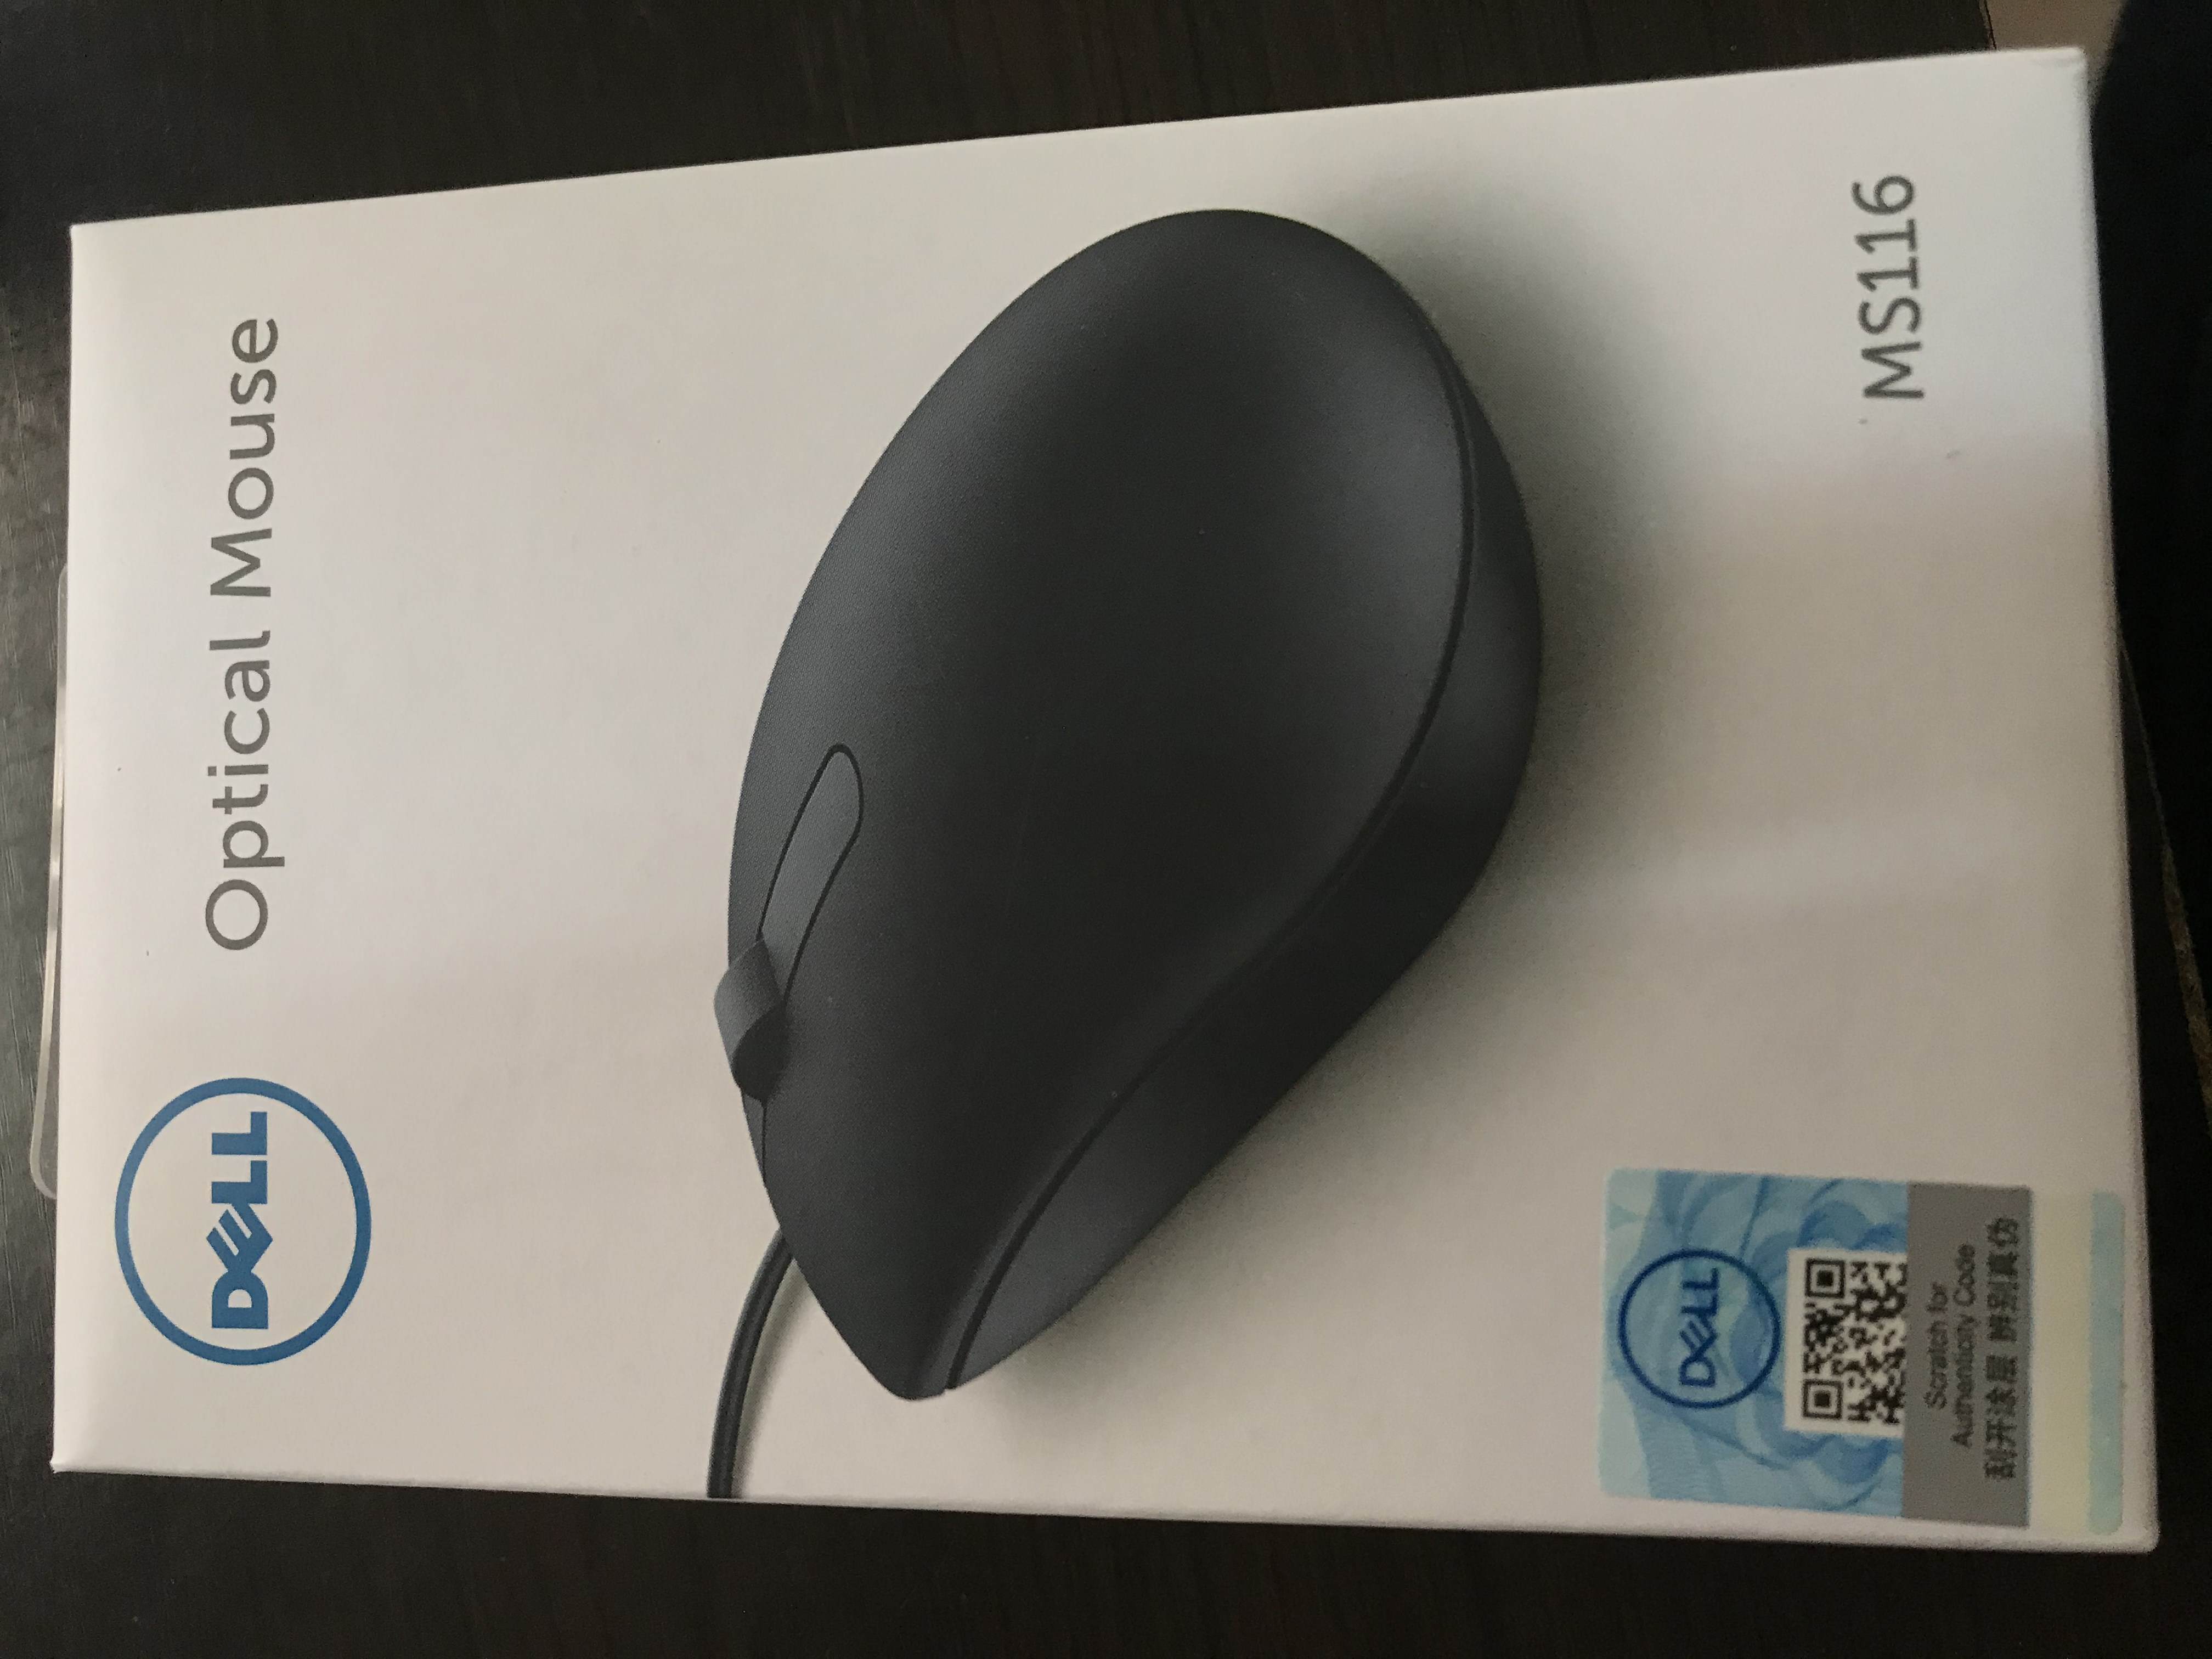 DELL
Optical Mouse
DELL
Scratch for
Authenticity Code
刮开涂层 辨别真伪
MS116